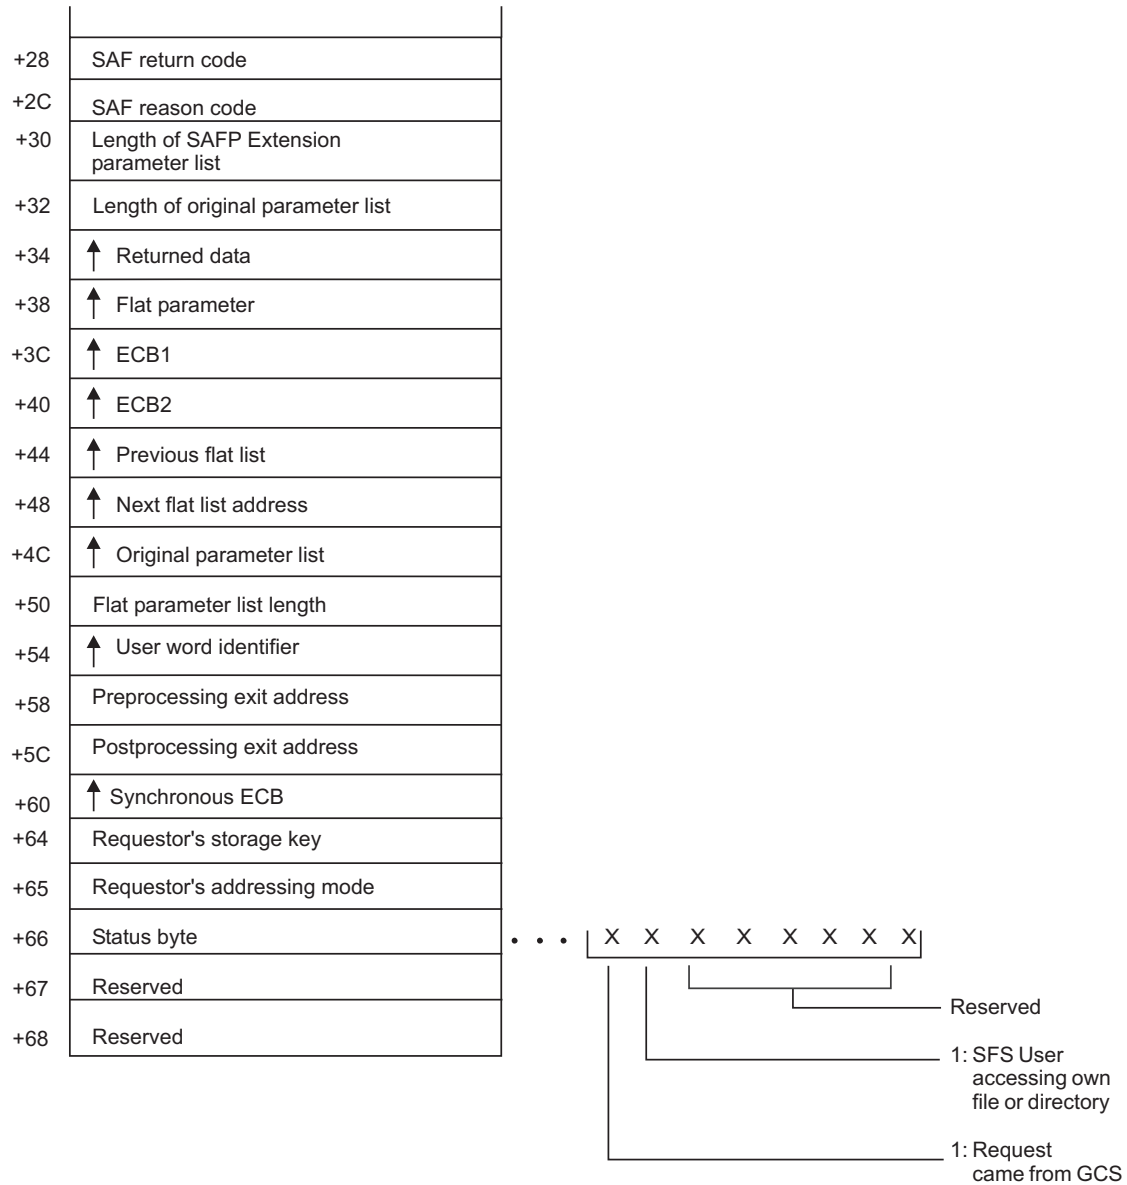 +28 SAF return code
+2C SAF reason code
+30 Length of SAFP Extension
parameter list
+32 Length of original parameter list
+34 Returned data
+38 Flat parameter
+3C ECB1
+40 ECB2
+44 Previous flat list
+48 Next flat list address
+4C Original parameter list
+50 Flat parameter list length
+54 User word identifier
+58 Preprocessing exit address
+5C Postprocessing exit address
+60 Synchronous ECB
+64 Requestor's storage key
+65 Requestor's addressing mode
+66 Status byte . . . X X X X X X X X
+67 Reserved
Reserved
+68 Reserved
1: SFS User
accessing own
file or directory
1: Request
came from GCS